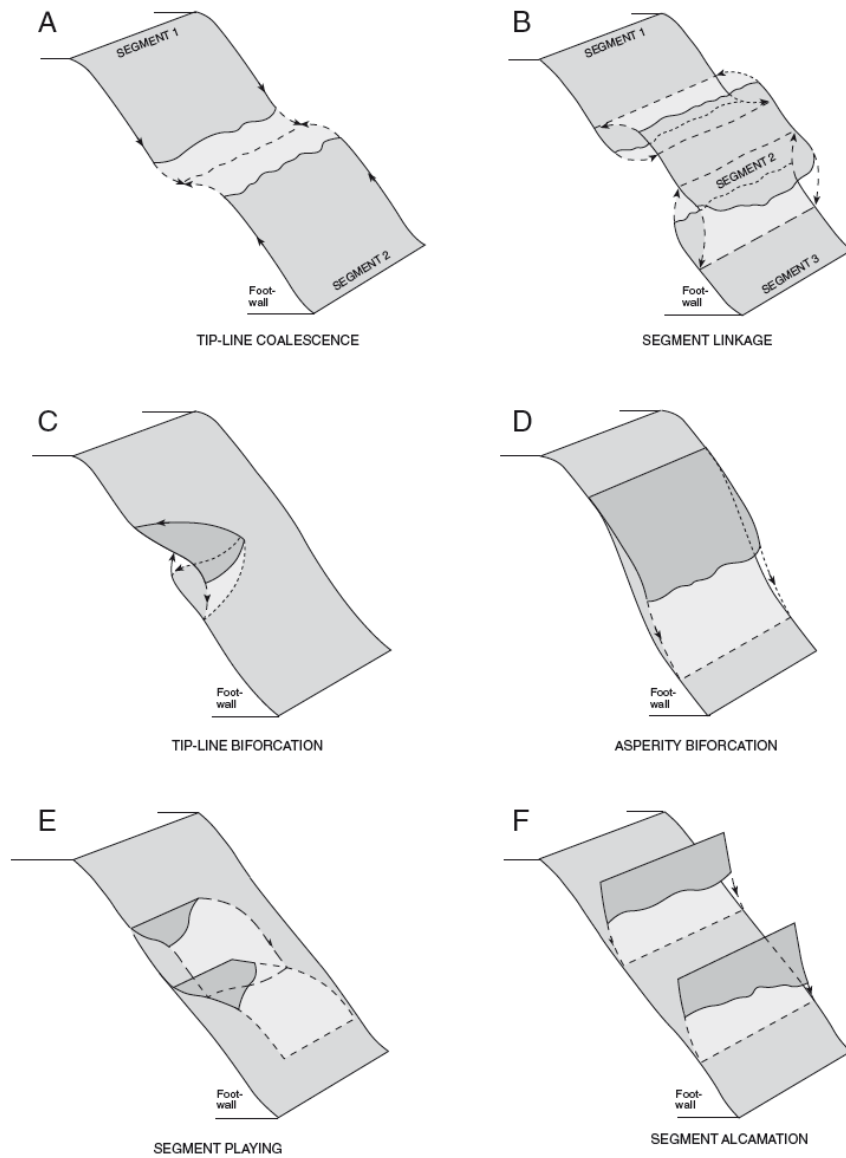 A
SEGMENT 1
SEGMENT 2
Foot-
wall
TIP-LINE COALESCENCE
B
SEGMENT 1
SEGMENT 2
SEGMENT 3
Foot-
wall
SEGMENT LINKAGE
C
Foot-
wall
TIP-LINE BIFORCATION
D
Foot-
wall
ASPERITY BIFORCATION
E
Foot-
wall
SEGMENT PLAYING
F
Foot-
wall
SEGMENT ALCAMATION